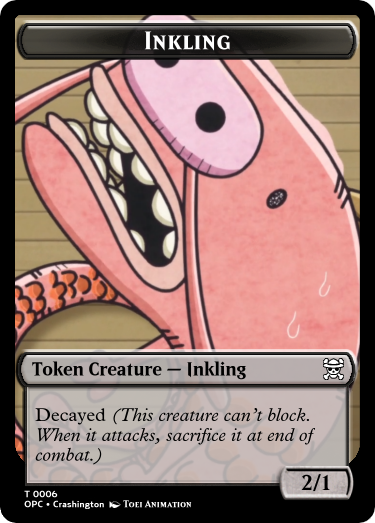 Inkling
Token Creature — Inkling
Decayed (This creature can't block.
When it attacks, sacrifice it at end of
combat.)
2/1
T 0006
OPC • Crashington Toei Animation